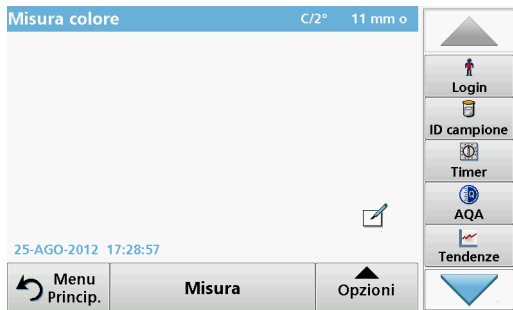 Misura colore C/2° 11 mm o
Login
ID campione
Timer
AQA
Tendenze
25-AGO-2012 17:28:57
Menu
Princip.
Misura
Opzioni